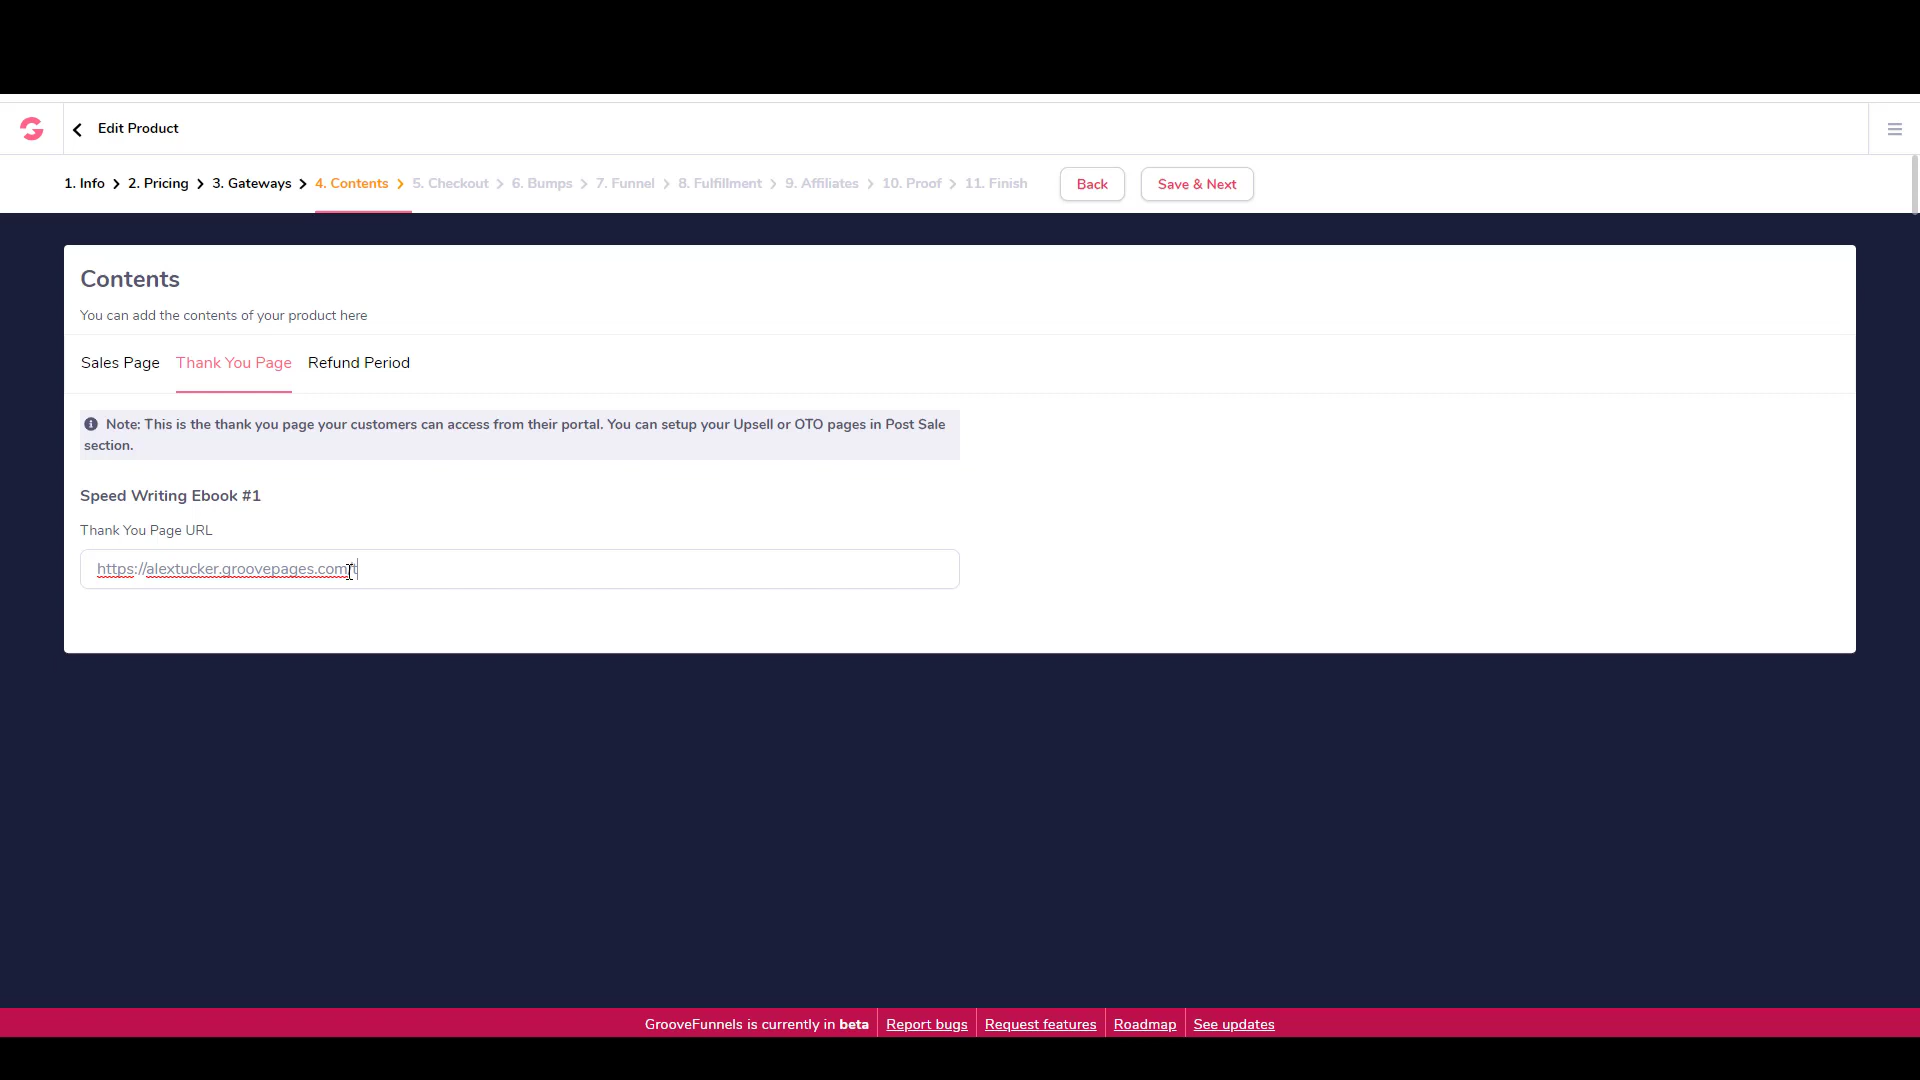 Edit Product
1. Info 2. Pricing 3. Gateways 4. Contents 5. Checkout 6. Bumps 7. Funnel 8. Fulfillment 9. Affiliates 10. Proof 11. Finish Back Save & Next
Contents
You can add the contents of your product here
Sales Page Thank You Page Refund Period
Note: This is the thank you page your customers can access from their portal. You can setup your Upsell or OTO pages in Post Sale
section.
Speed Writing Ebook #1
Thank You Page URL
https://alextucker.groovepages.com/t
GrooveFunnels is currently in beta Report bugs Request features Roadmap See updates